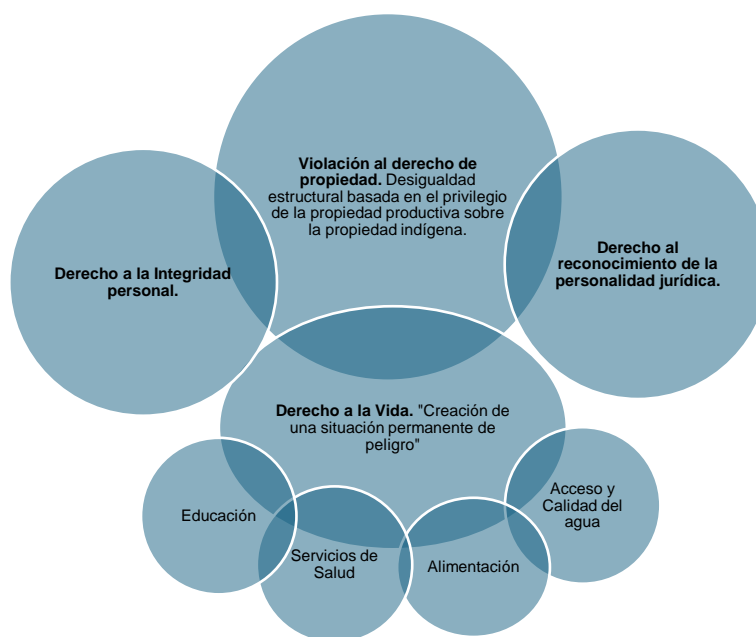 Violación al derecho de
propiedad. Desigualdad
estructural basada en el privilegio
de la propiedad productiva sobre
la propiedad indígena.
Derecho a la Integridad
personal.
Derecho al
reconocimiento de la
personalidad jurídica.
Derecho a la Vida. "Creación de
una situación permanente de
peligro"
Educación
Servicios de
Salud
Alimentación
Acceso y
Calidad del
agua